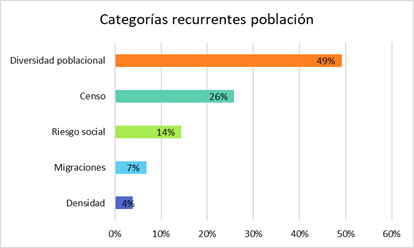 Categorías recurrentes población
Diversidad poblacional 49%
Censo 26%
Riesgo social 14%
Migraciones 7%
Densidad 4%
0% 10% 20% 30% 40% 50% 60%